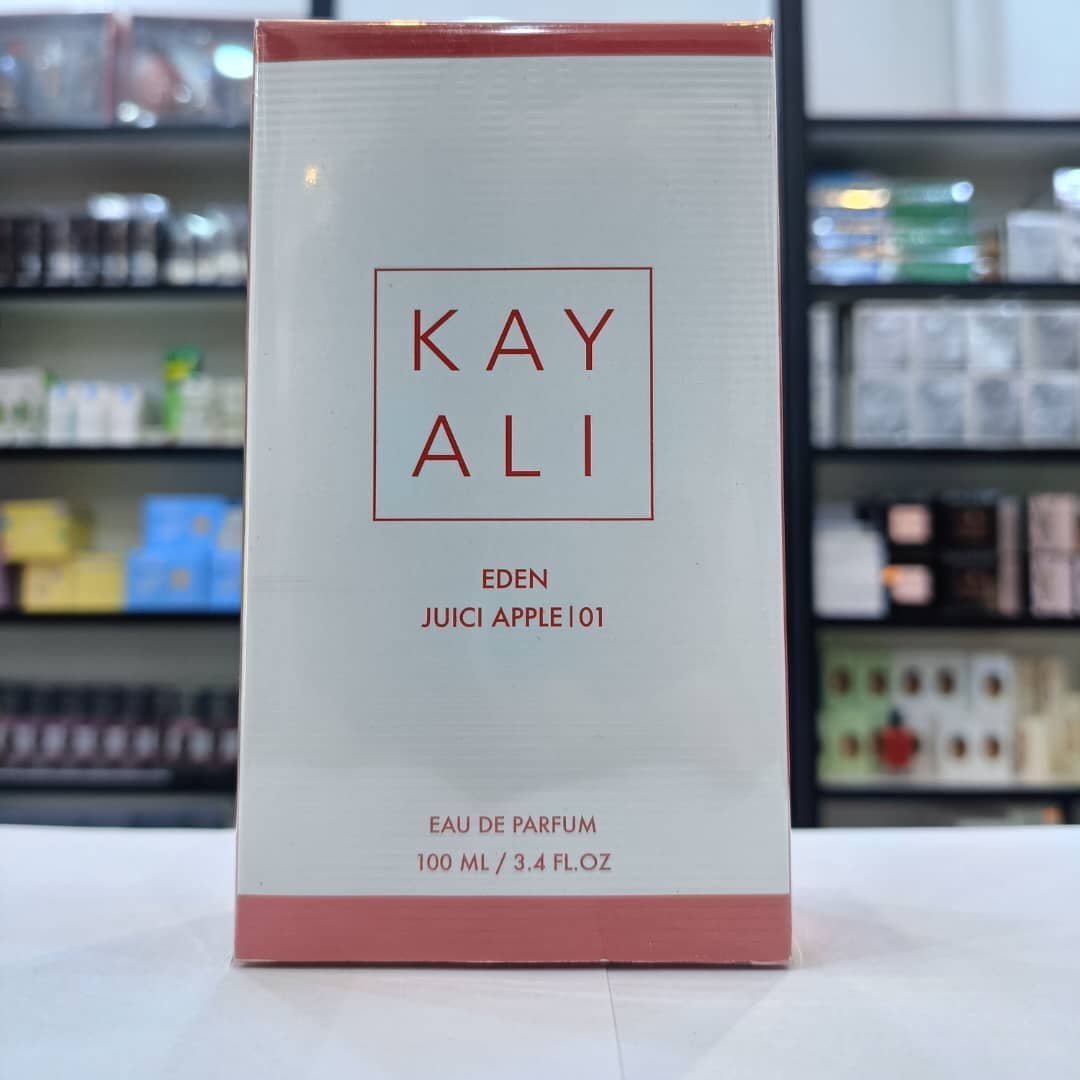 KAY
ALI
EDEN
JUICI APPLE|01
EAU DE PARFUM
100 ML / 3.4 FL.OZ